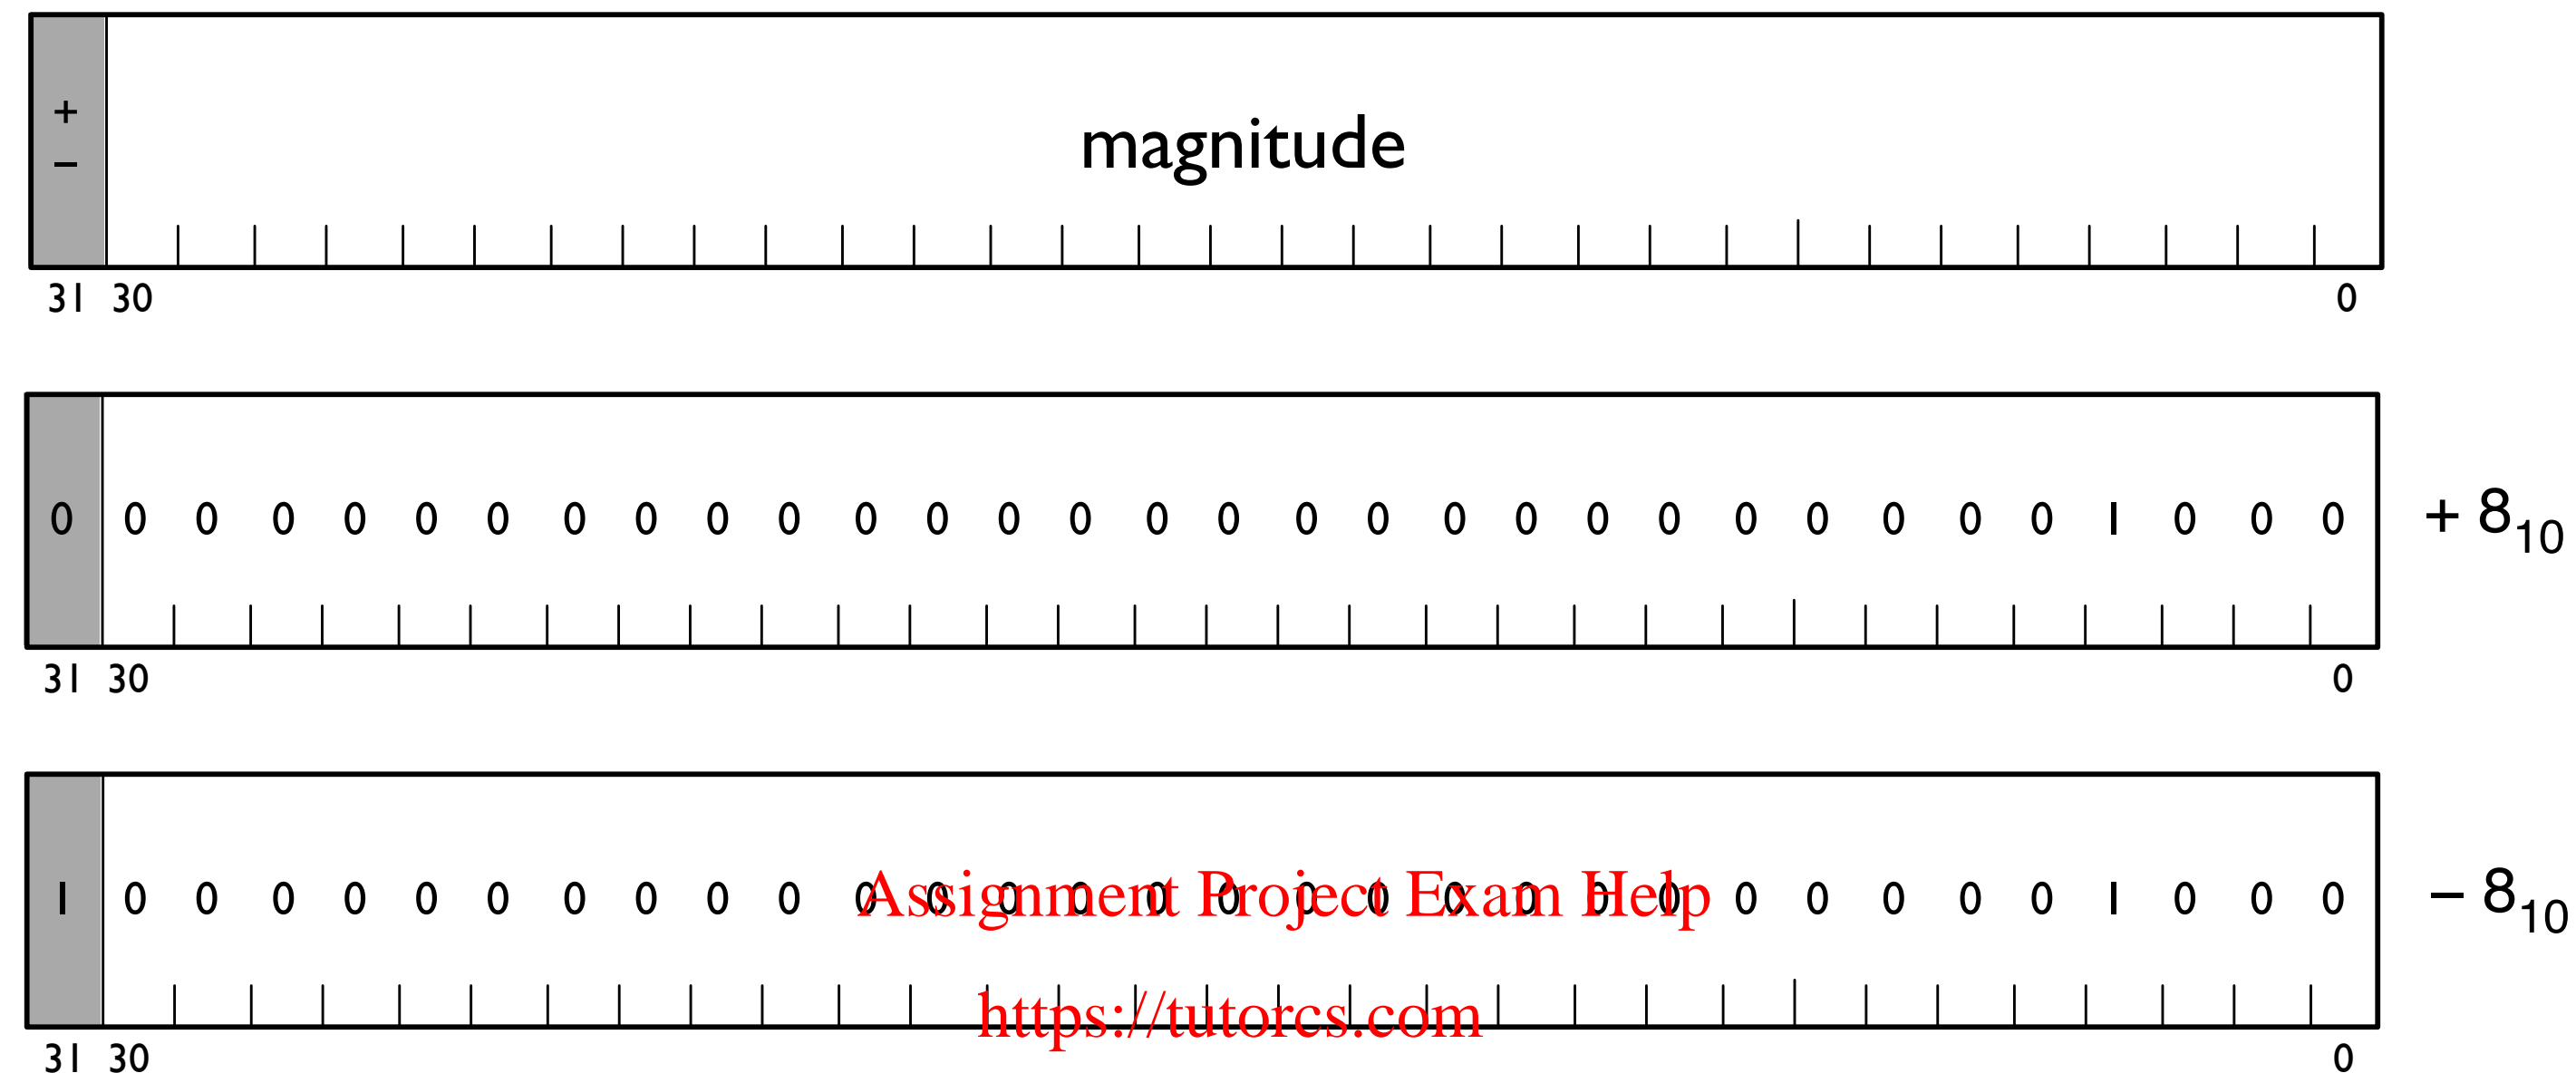 +
−
magnitude
31 30 0
0 0 0 0 0 0 0 0 0 0 0 0 0 0 0 0 0 0 0 0 0 0 0 0 0 0 0 0 1 0 0 0 + 8₁₀
31 30 0
1 0 0 0 0 0 0 0 0 0 0 0 0 0 0 0 0 0 0 0 0 0 0 0 0 0 0 0 1 0 0 0 − 8₁₀
Assignment Project Exam Help
https://tutorcs.com
31 30 0